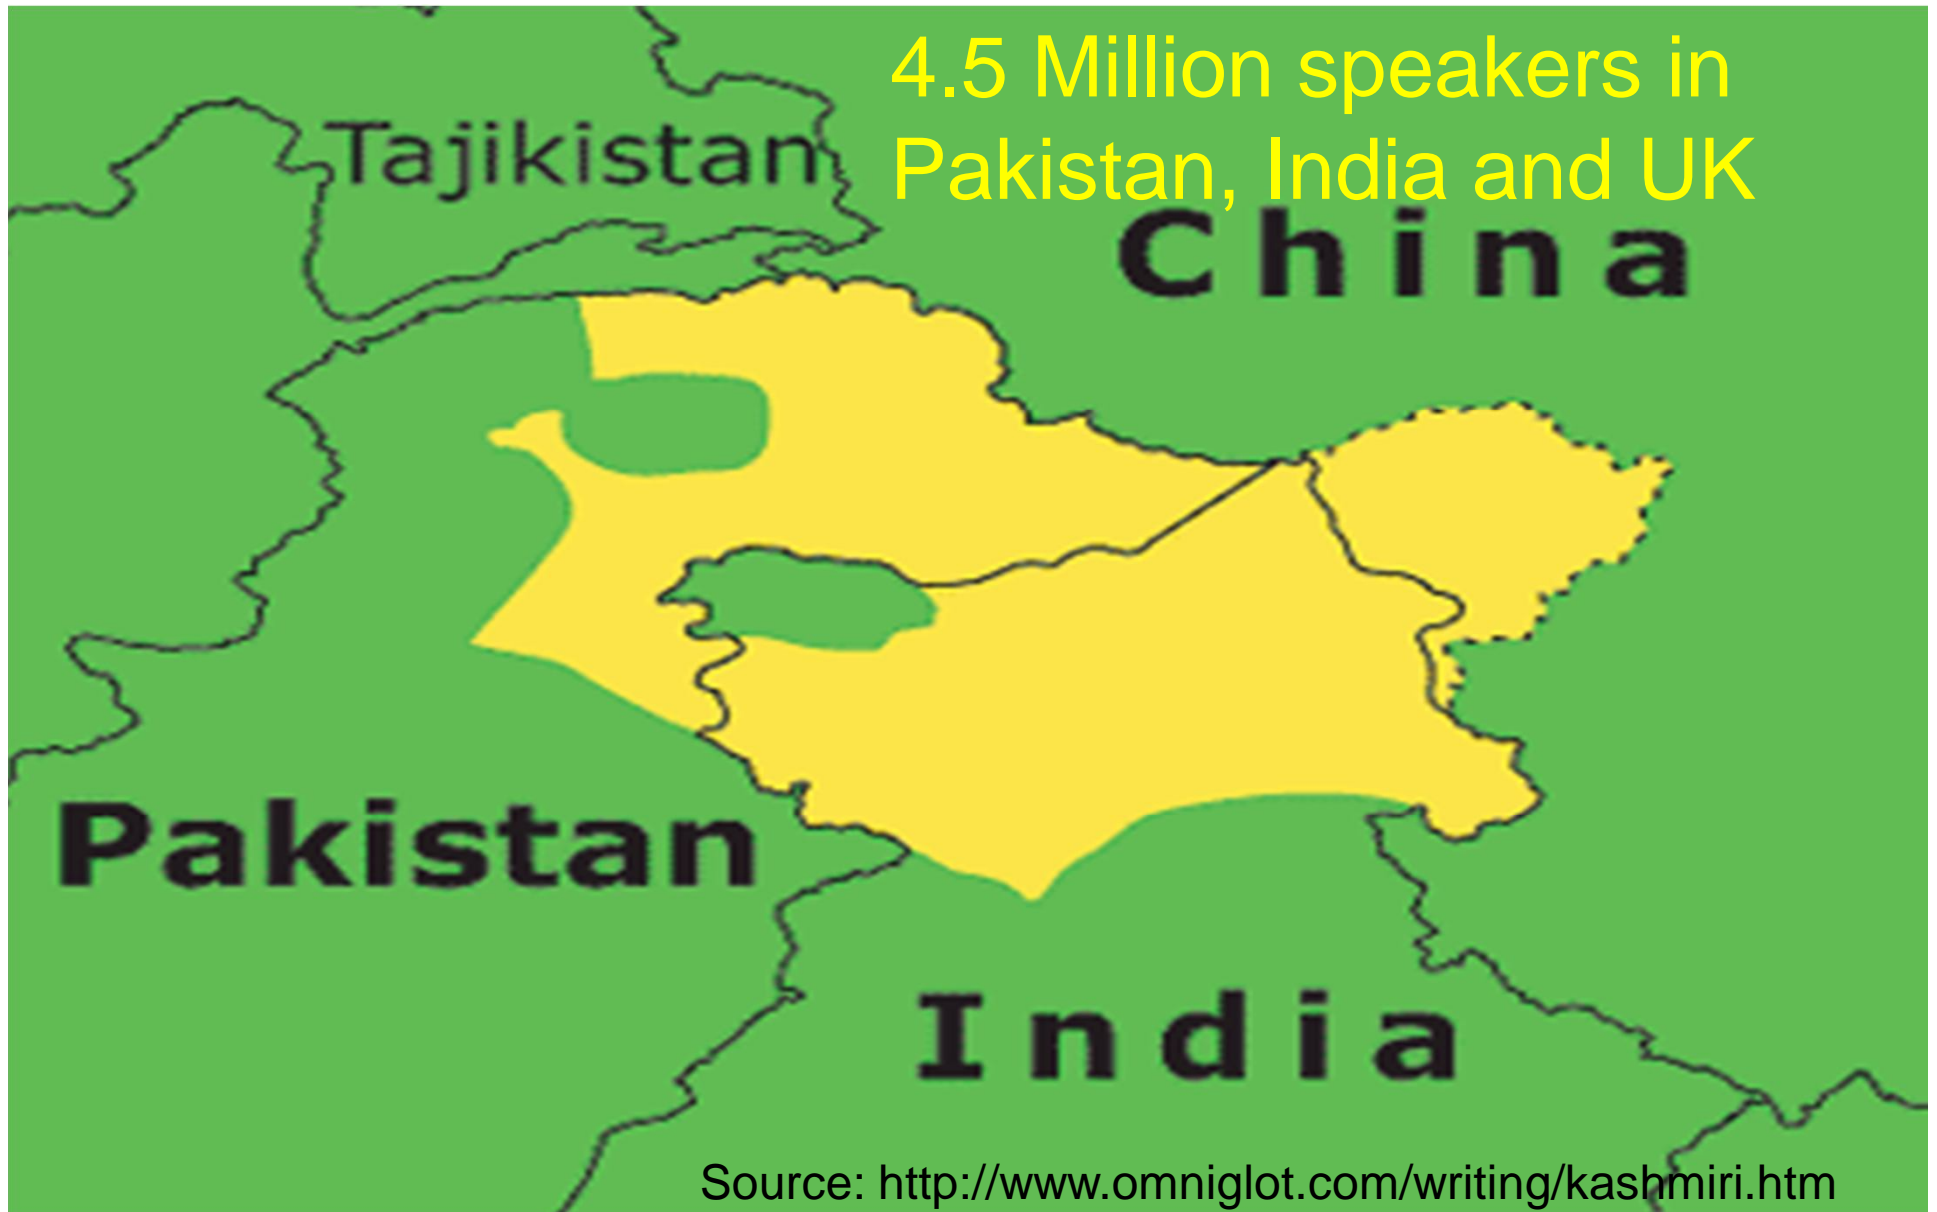 4.5 Million speakers in
Pakistan, India and UK
Tajikistan
China
Pakistan
India
Source: http://www.omniglot.com/writing/kashmiri.htm